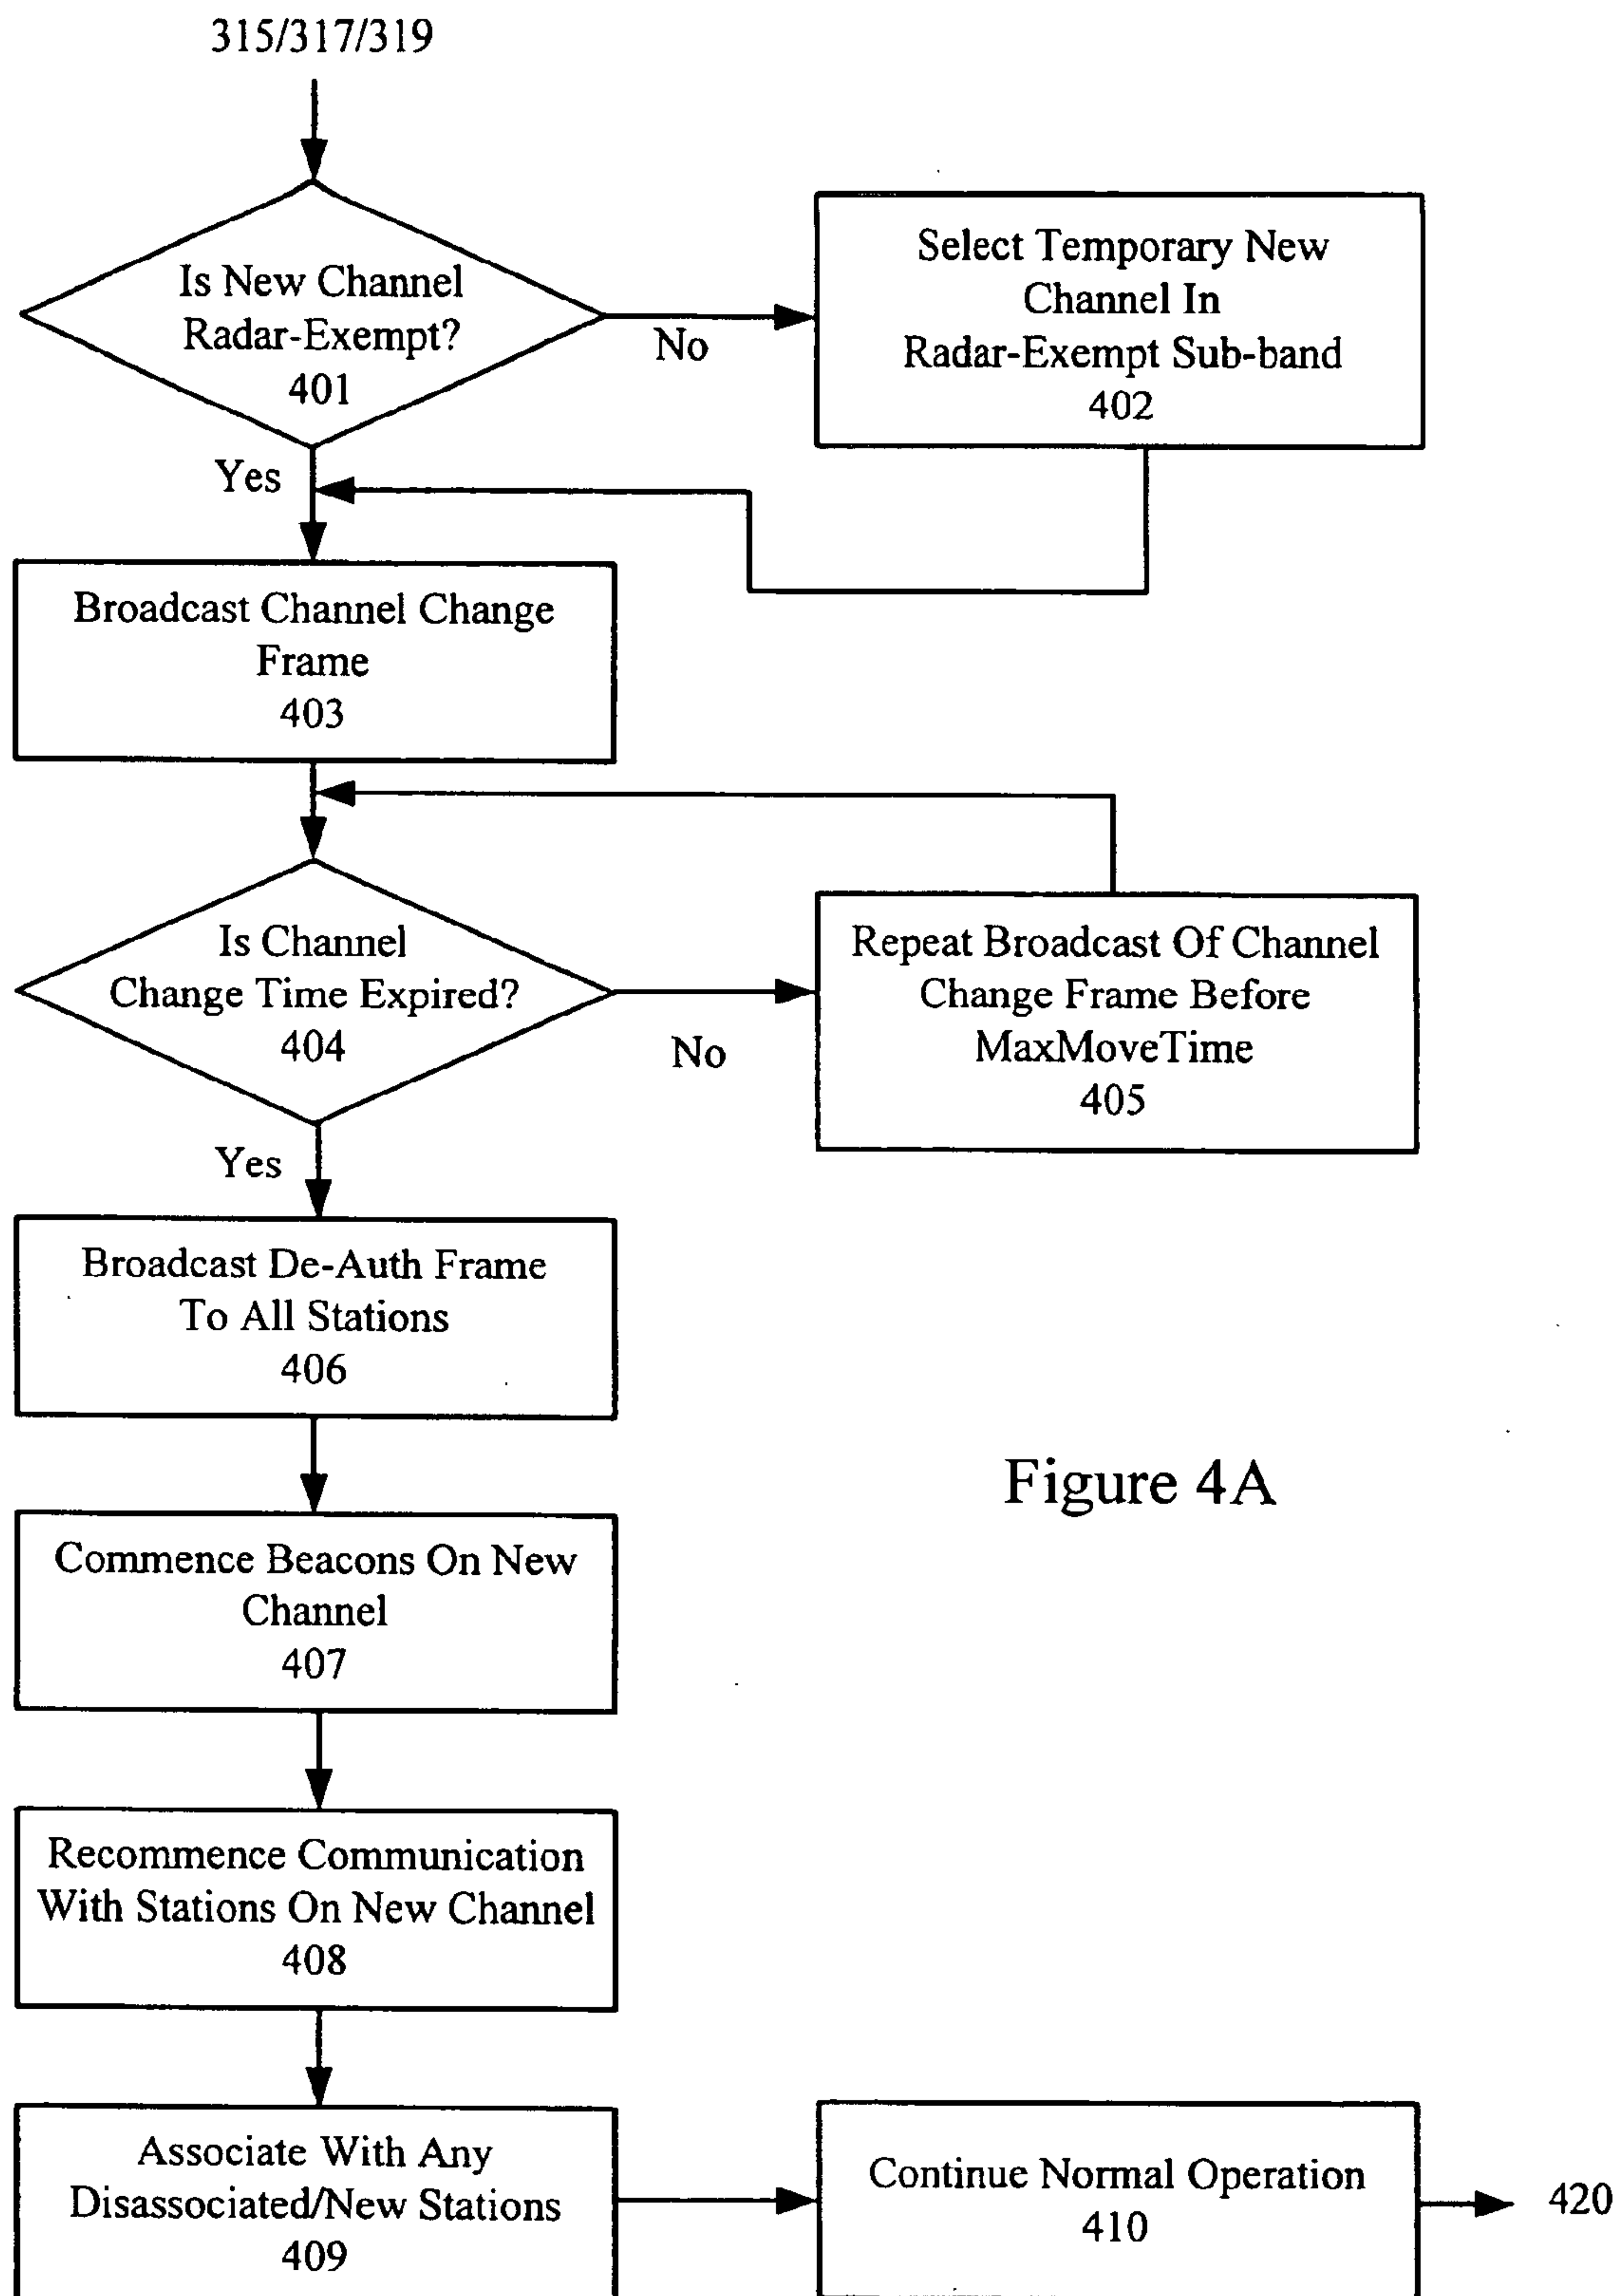 315/317/319
Is New Channel
Radar-Exempt?
401
No
Select Temporary New
Channel In
Radar-Exempt Sub-band
402
Yes
Broadcast Channel Change
Frame
403
Is Channel
Change Time Expired?
404
No
Repeat Broadcast Of Channel
Change Frame Before
MaxMoveTime
405
Yes
Broadcast De-Auth Frame
To All Stations
406
Figure 4A
Commence Beacons On New
Channel
407
Recommence Communication
With Stations On New Channel
408
Associate With Any
Disassociated/New Stations
409
Continue Normal Operation
410
420